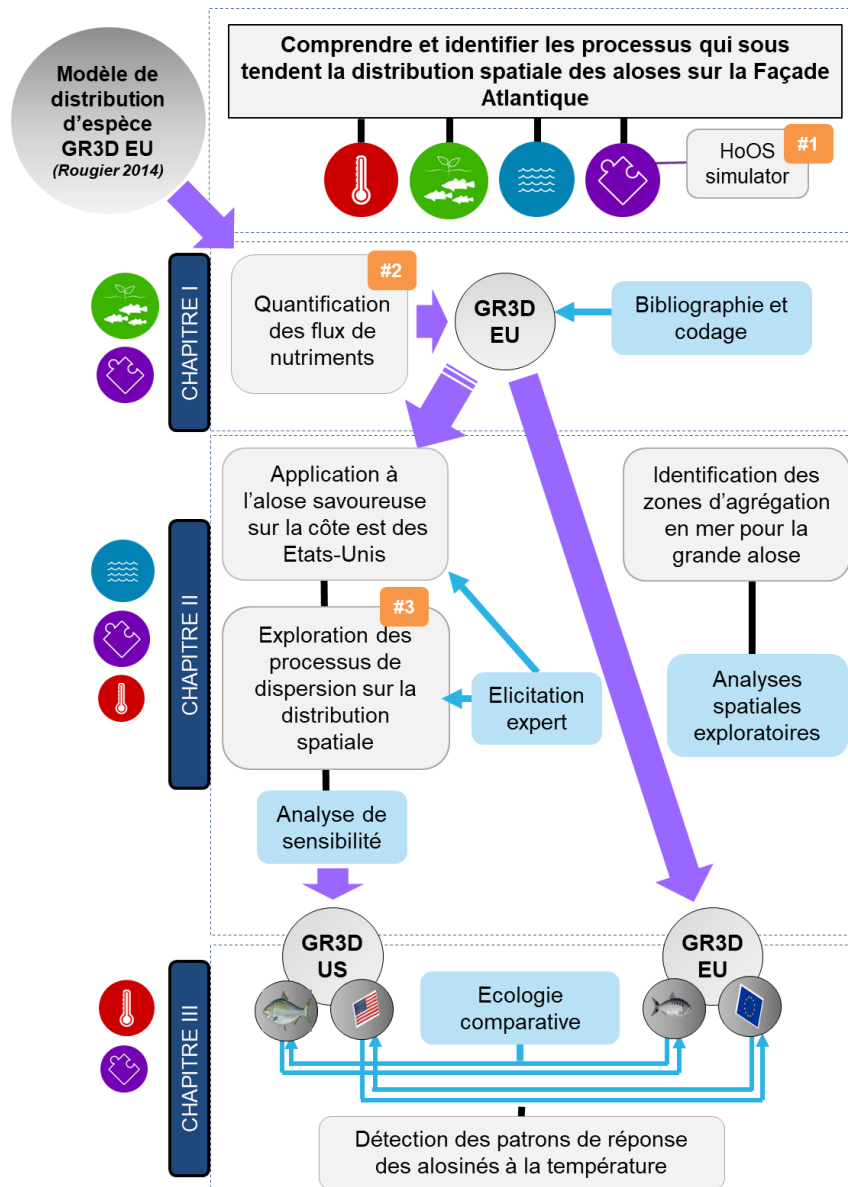 Modèle de
distribution
d'espèce
GR3D EU
(Rougier 2014)
Comprendre et identifier les processus qui sous
tendent la distribution spatiale des aloses sur la Façade
Atlantique
#1
HoOS
simulator
CHAPITRE I
#2
Quantification
des flux de
nutriments
GR3D
EU
Bibliographie et
codage
CHAPITRE II
Application à
l'alose savoureuse
sur la côte est des
Etats-Unis
Identification des
zones d'agrégation
en mer pour la
grande alose
#3
Exploration des
processus de
dispersion sur la
distribution
spatiale
Elicitation
expert
Analyses
spatiales
exploratoires
Analyse de
sensibilité
CHAPITRE III
GR3D
US
GR3D
EU
Ecologie
comparative
Détection des patrons de réponse
des alosinés à la température